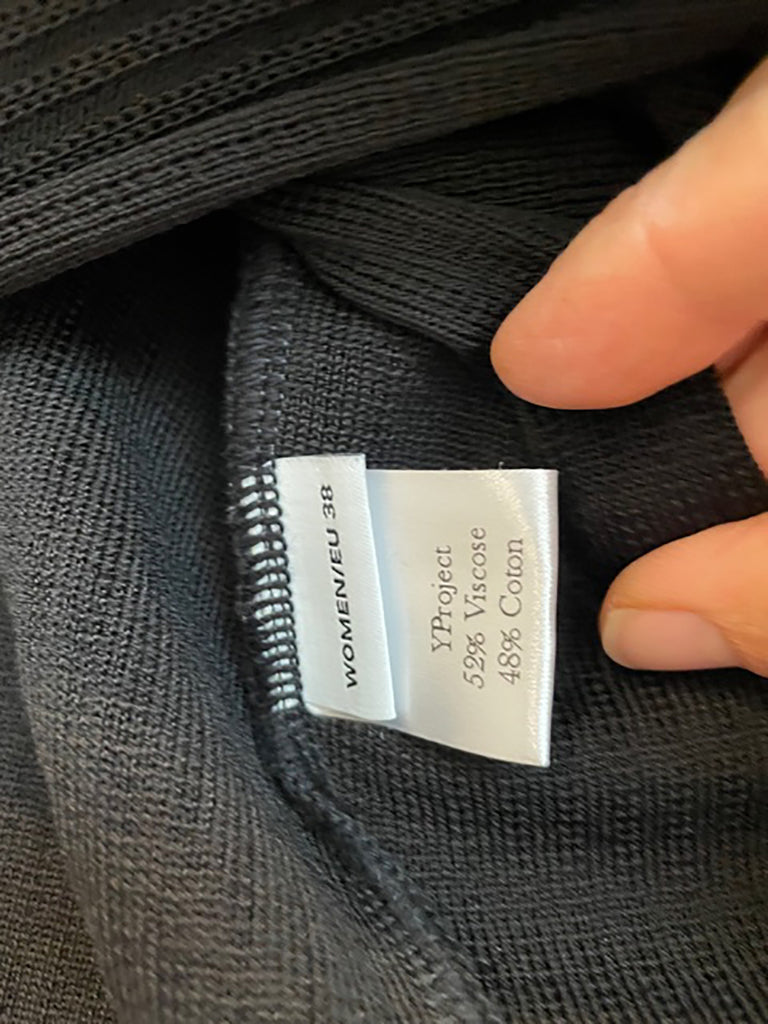 WOMEN/EU 38
YProject
52% Viscose
48% Coton